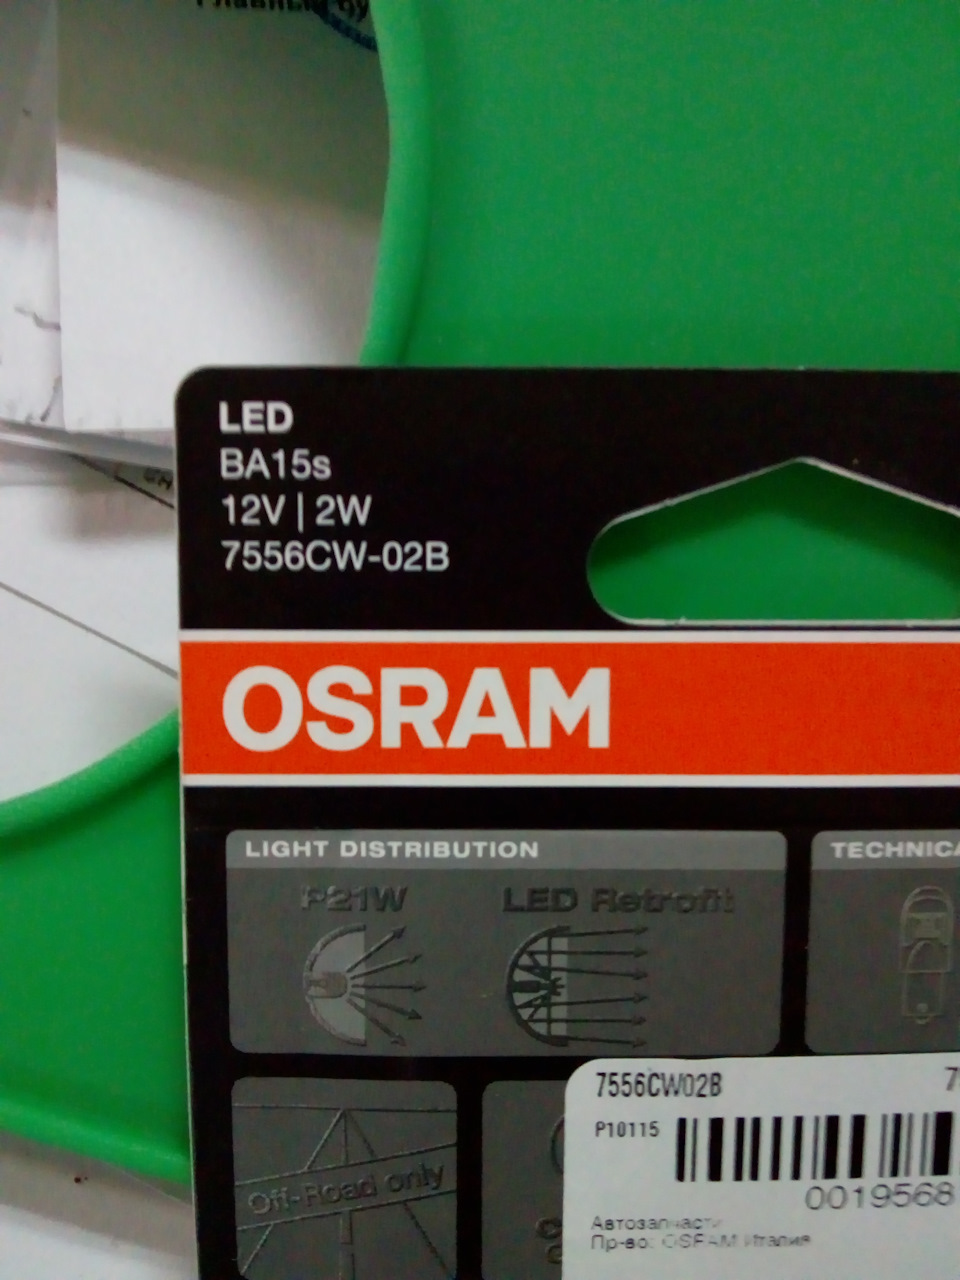 LED
BA15s
12V | 2W
7556CW-02B
OSRAM
LIGHT DISTRIBUTION
P21W LED Retrofit
Off-Road only
7556CW02B
P10115
0019568
Автозапчасти
Пр-во: OSRAM Италия